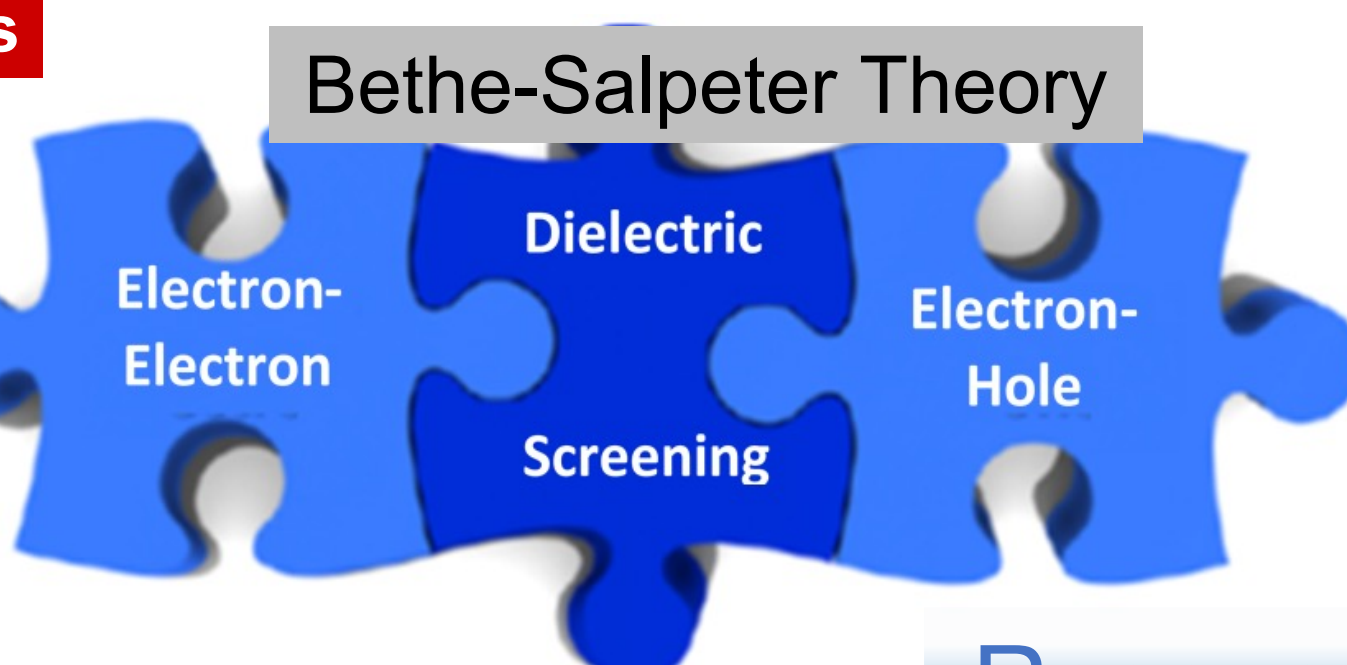 s
Bethe-Salpeter Theory
Dielectric
Electron-
Electron
Electron-
Hole
Screening